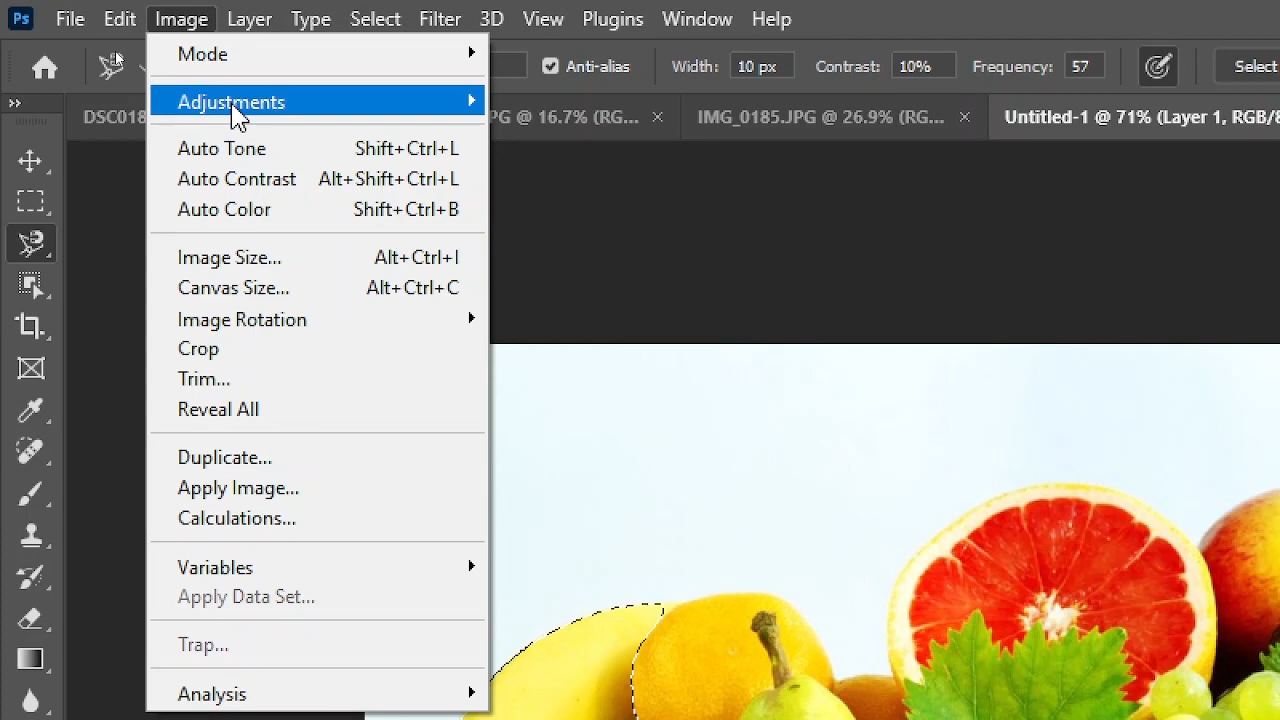 Ps File Edit Image Layer Type Select Filter 3D View Plugins Window Help
Anti-alias Width: 10 px Contrast: 10% Frequency: 57 Select
DSC018 PG @ 16.7% (RG... × IMG_0185.JPG @ 26.9% (RG... × Untitled-1 @ 71% (Layer 1, RGB/8
Mode
Adjustments
Auto Tone Shift+Ctrl+L
Auto Contrast Alt+Shift+Ctrl+L
Auto Color Shift+Ctrl+B
Image Size... Alt+Ctrl+I
Canvas Size... Alt+Ctrl+C
Image Rotation
Crop
Trim...
Reveal All
Duplicate...
Apply Image...
Calculations...
Variables
Apply Data Set...
Trap...
Analysis